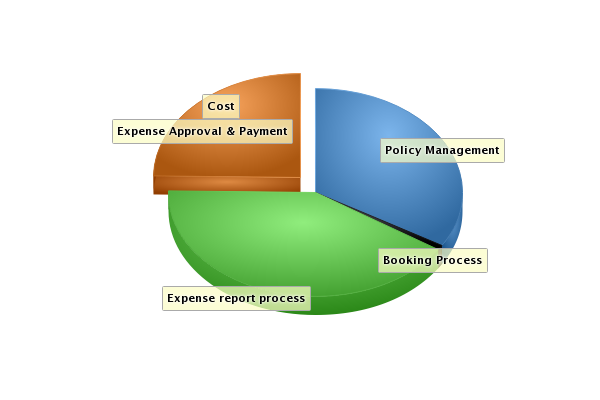 Cost
Expense Approval & Payment
Policy Management
Booking Process
Expense report process